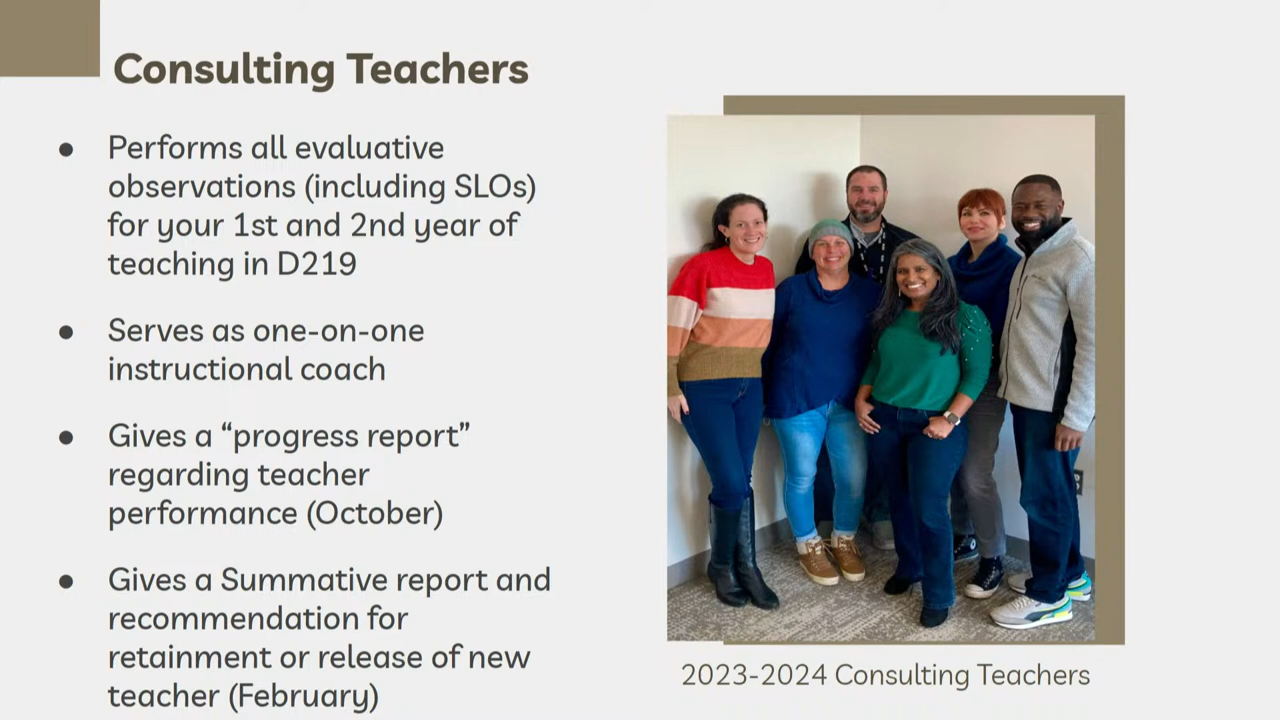 Consulting Teachers
● Performs all evaluative
observations (including SLOs)
for your 1st and 2nd year of
teaching in D219
● Serves as one-on-one
instructional coach
● Gives a “progress report”
regarding teacher
performance (October)
● Gives a Summative report and
recommendation for
retainment or release of new
teacher (February)
2023-2024 Consulting Teachers